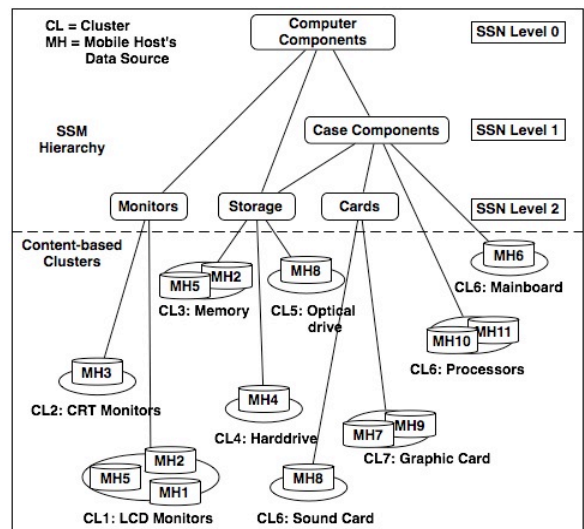 CL = Cluster
MH = Mobile Host's
Data Source
Computer
Components
SSN Level 0
SSM
Hierarchy
Case Components
SSN Level 1
Monitors
Storage
Cards
SSN Level 2
Content-based
Clusters
MH2
MH5
CL3: Memory
MH8
CL5: Optical
drive
MH6
CL6: Mainboard
MH11
MH10
CL6: Processors
MH3
CL2: CRT Monitors
MH4
CL4: Harddrive
MH9
MH7
CL7: Graphic Card
MH2
MH5
MH1
CL1: LCD Monitors
MH8
CL6: Sound Card